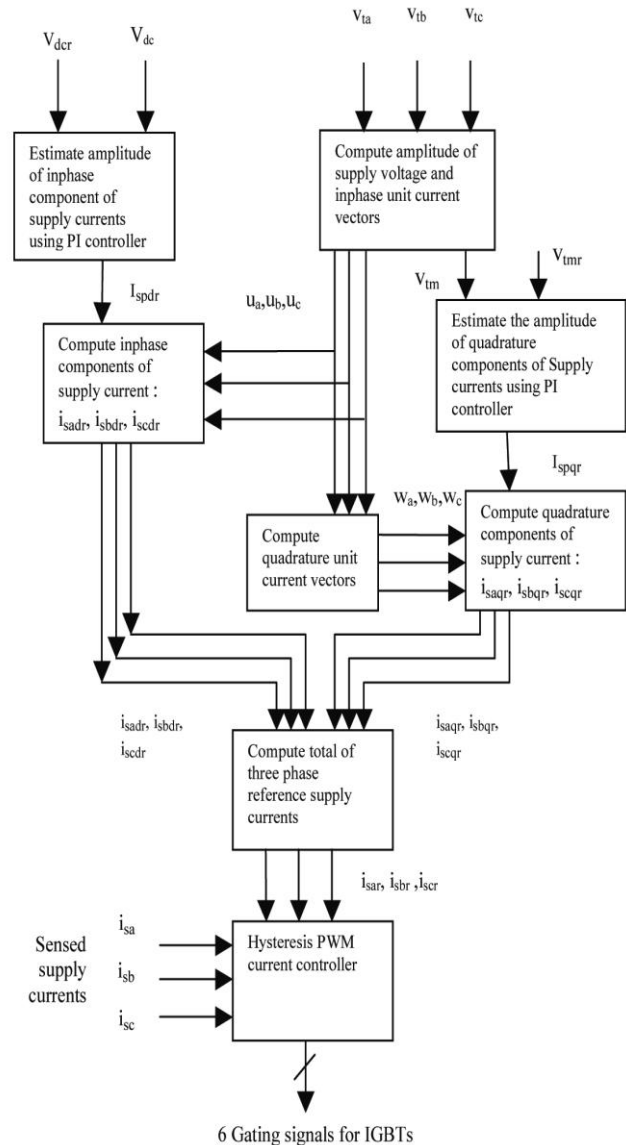 V_dcr V_dc
v_ta v_tb v_tc
Estimate amplitude
of inphase
component of
supply currents
using PI controller
Compute amplitude of
supply voltage and
inphase unit current
vectors
I_spdr
u_a,u_b,u_c
v_tm
v_tmr
Compute inphase
components of
supply current :
i_sadr, i_sbdr, i_scdr
Estimate the amplitude
of quadrature
components of Supply
currents using PI
controller
I_spqr
w_a,w_b,w_c
Compute
quadrature unit
current vectors
Compute quadrature
components of
supply current :
i_saqr, i_sbqr, i_scqr
i_sadr, i_sbdr,
i_scdr
i_saqr, i_sbqr,
i_scqr
Compute total of
three phase
reference supply
currents
i_sar, i_sbr ,i_scr
Sensed
supply
currents
i_sa
i_sb
i_sc
Hysteresis PWM
current controller
6 Gating signals for IGBTs